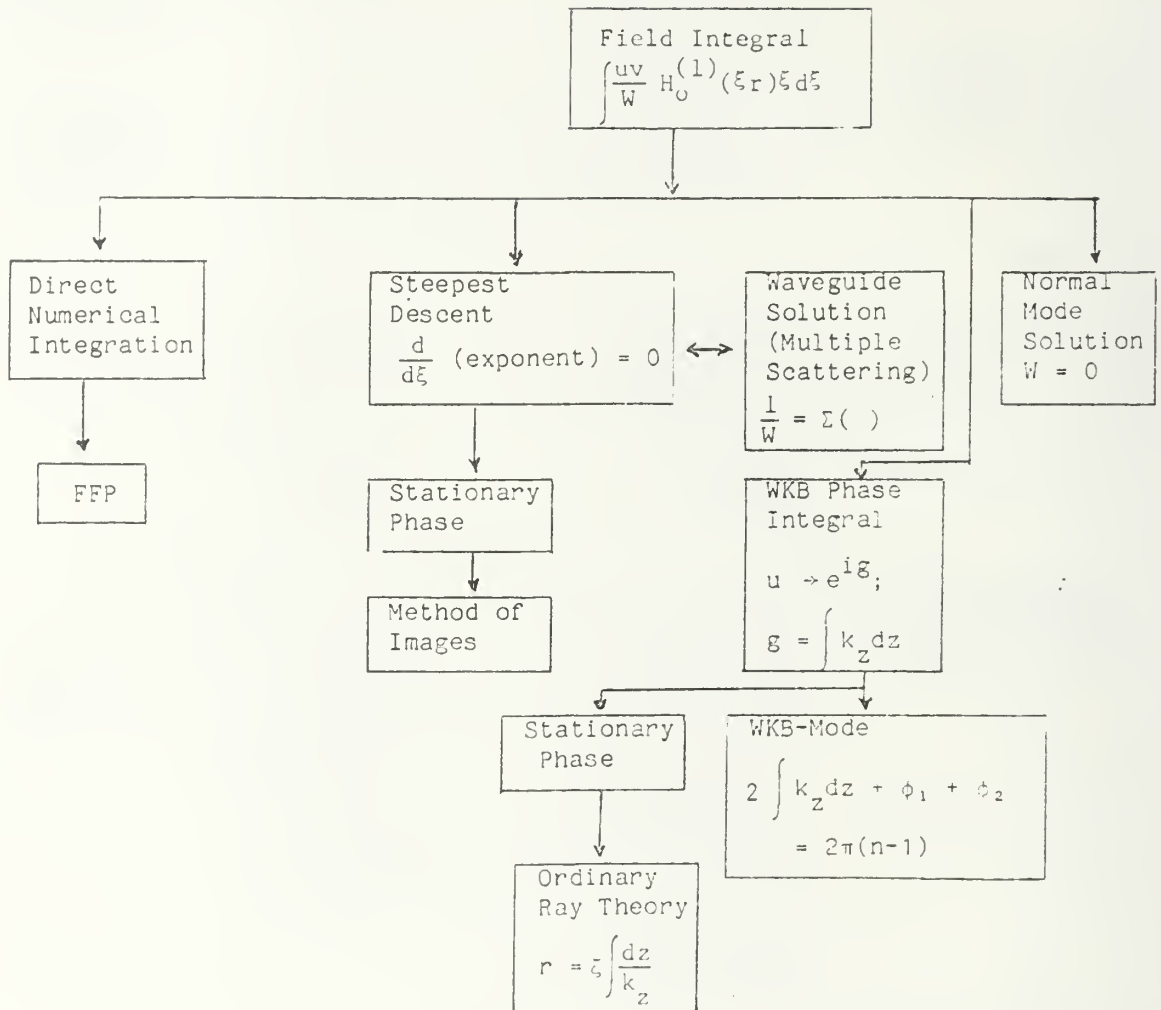 Field Integral
∫ uv/W H₀^(1) (ξr)ξdξ
Direct
Numerical
Integration
FFP
Steepest
Descent
d/dξ (exponent) = 0
Stationary
Phase
Method of
Images
Waveguide
Solution
(Multiple
Scattering)
1/W = Σ( )
Normal
Mode
Solution
W = 0
WKB Phase
Integral
u → e^ig;
g = ∫ k_z dz
Stationary
Phase
Ordinary
Ray Theory
r = ξ ∫ dz/k_z
WKB-Mode
2 ∫ k_z dz + φ₁ + φ₂
= 2π(n-1)